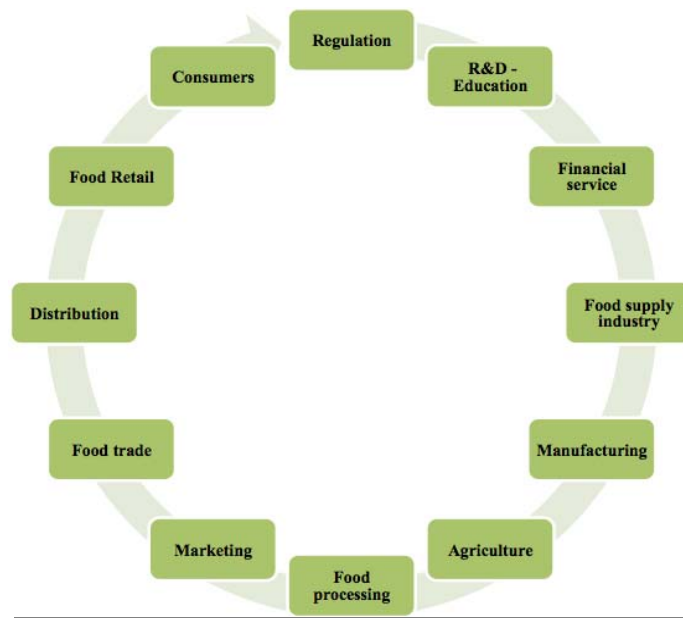 Regulation
R&D -
Education
Financial
service
Food supply
industry
Manufacturing
Agriculture
Food
processing
Marketing
Food trade
Distribution
Food Retail
Consumers